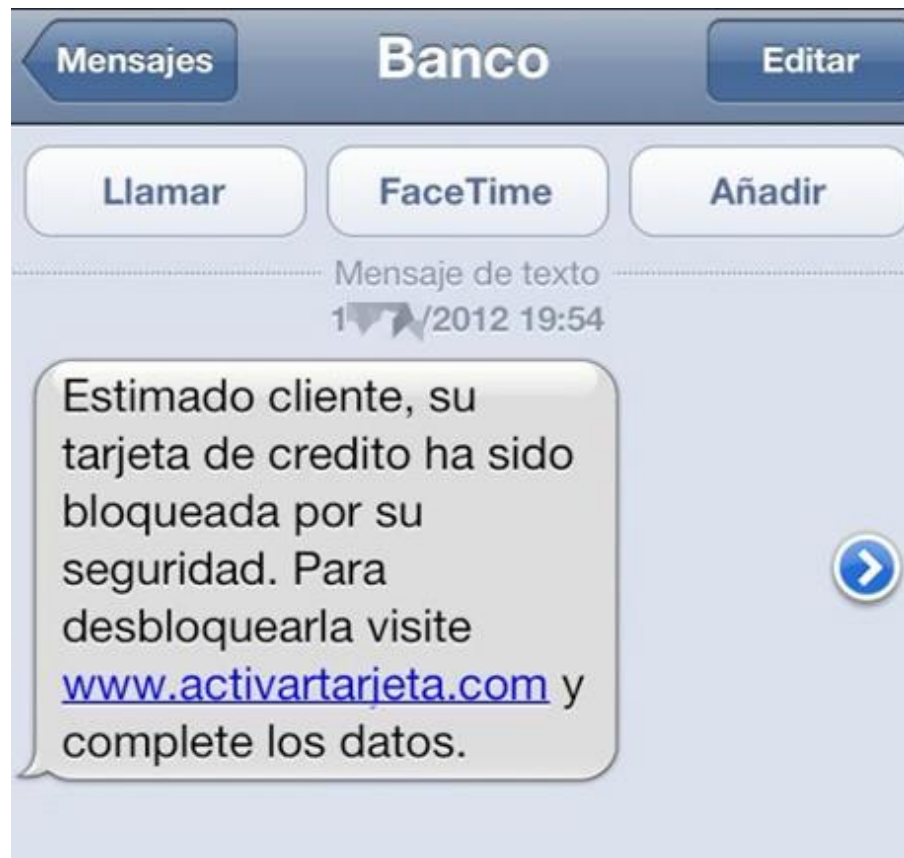 Mensajes Banco Editar
Llamar FaceTime Añadir
Mensaje de texto
/2012 19:54
Estimado cliente, su
tarjeta de credito ha sido
bloqueada por su
seguridad. Para
desbloquearla visite
www.activartarjeta.com y
complete los datos.